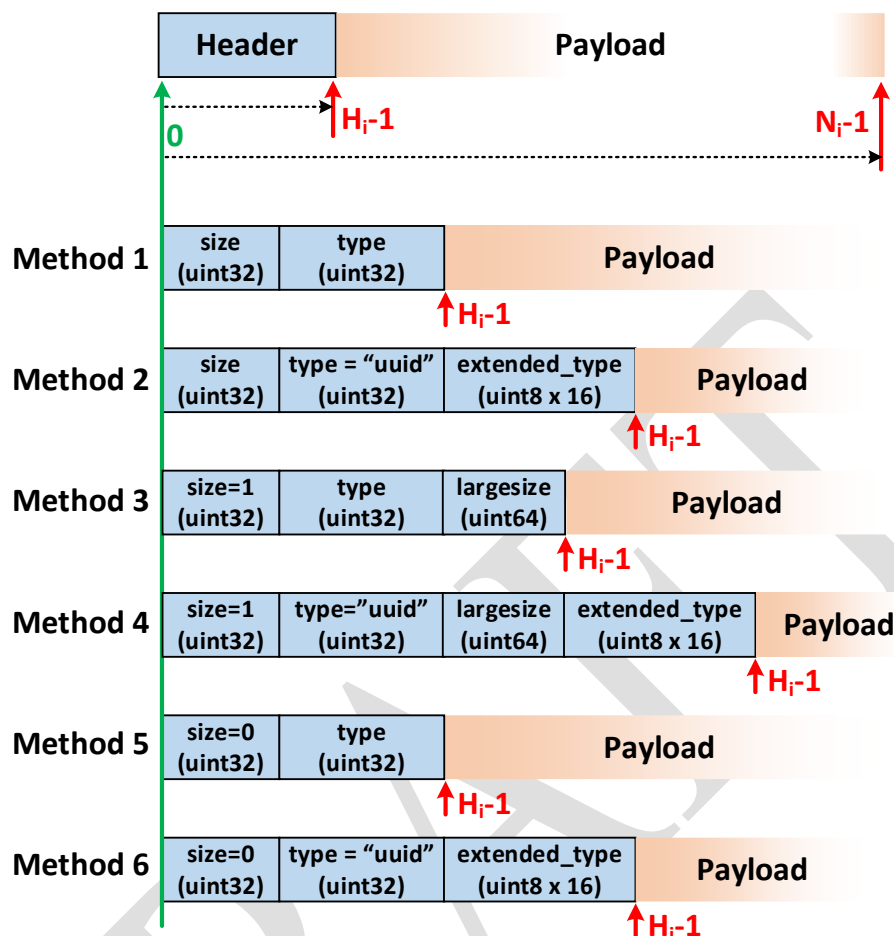 Header Payload
0 Hi-1 Ni-1
Method 1 size (uint32) type (uint32) Payload
Hi-1
Method 2 size (uint32) type = “uuid” (uint32) extended_type (uint8 x 16) Payload
Hi-1
Method 3 size=1 (uint32) type (uint32) largesize (uint64) Payload
Hi-1
Method 4 size=1 (uint32) type=”uuid” (uint32) largesize (uint64) extended_type (uint8 x 16) Payload
Hi-1
Method 5 size=0 (uint32) type (uint32) Payload
Hi-1
Method 6 size=0 (uint32) type = “uuid” (uint32) extended_type (uint8 x 16) Payload
Hi-1